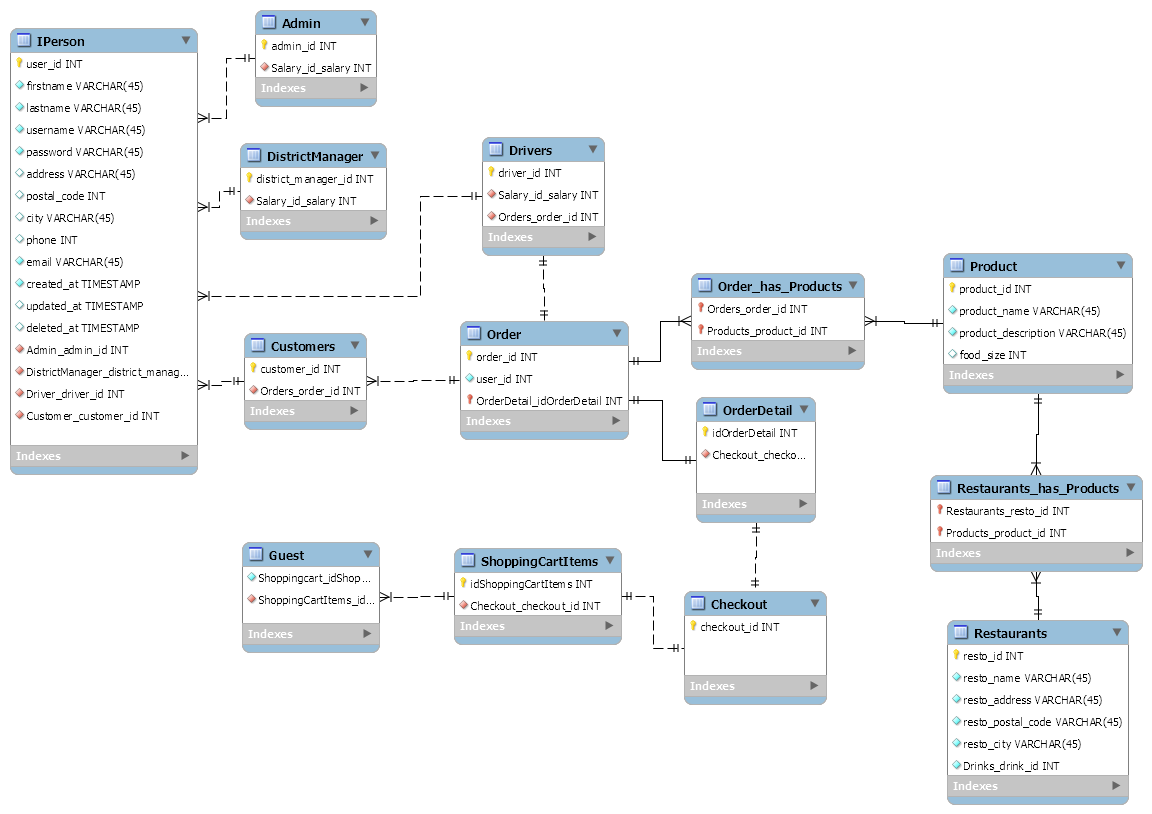 IPerson
user_id INT
firstname VARCHAR(45)
lastname VARCHAR(45)
username VARCHAR(45)
password VARCHAR(45)
address VARCHAR(45)
postal_code INT
city VARCHAR(45)
phone INT
email VARCHAR(45)
created_at TIMESTAMP
updated_at TIMESTAMP
deleted_at TIMESTAMP
Admin_admin_id INT
DistrictManager_district_manag...
Driver_driver_id INT
Customer_customer_id INT
Indexes
Admin
admin_id INT
Salary_id_salary INT
Indexes
DistrictManager
district_manager_id INT
Salary_id_salary INT
Indexes
Drivers
driver_id INT
Salary_id_salary INT
Orders_order_id INT
Indexes
Customers
customer_id INT
Orders_order_id INT
Indexes
Order
order_id INT
user_id INT
OrderDetail_idOrderDetail INT
Indexes
Order_has_Products
Orders_order_id INT
Products_product_id INT
Indexes
Product
product_id INT
product_name VARCHAR(45)
product_description VARCHAR(45)
food_size INT
Indexes
OrderDetail
idOrderDetail INT
Checkout_checko...
Indexes
Restaurants_has_Products
Restaurants_resto_id INT
Products_product_id INT
Indexes
Guest
Shoppingcart_idShop...
ShoppingCartItems_id...
Indexes
ShoppingCartItems
idShoppingCartItems INT
Checkout_checkout_id INT
Indexes
Checkout
checkout_id INT
Indexes
Restaurants
resto_id INT
resto_name VARCHAR(45)
resto_address VARCHAR(45)
resto_postal_code VARCHAR(45)
resto_city VARCHAR(45)
Drinks_drink_id INT
Indexes